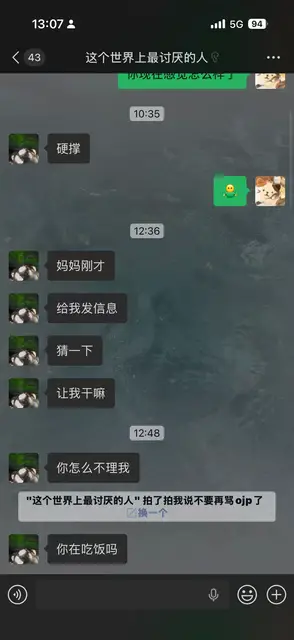 13:07
5G
94
43
这个世界上最讨厌的人
你现在感觉怎么样了
10:35
硬撑
12:36
妈妈刚才
给我发信息
猜一下
让我干嘛
12:48
你怎么不理我
"这个世界上最讨厌的人" 拍了拍我说不要再骂ojp了
换一个
你在吃饭吗